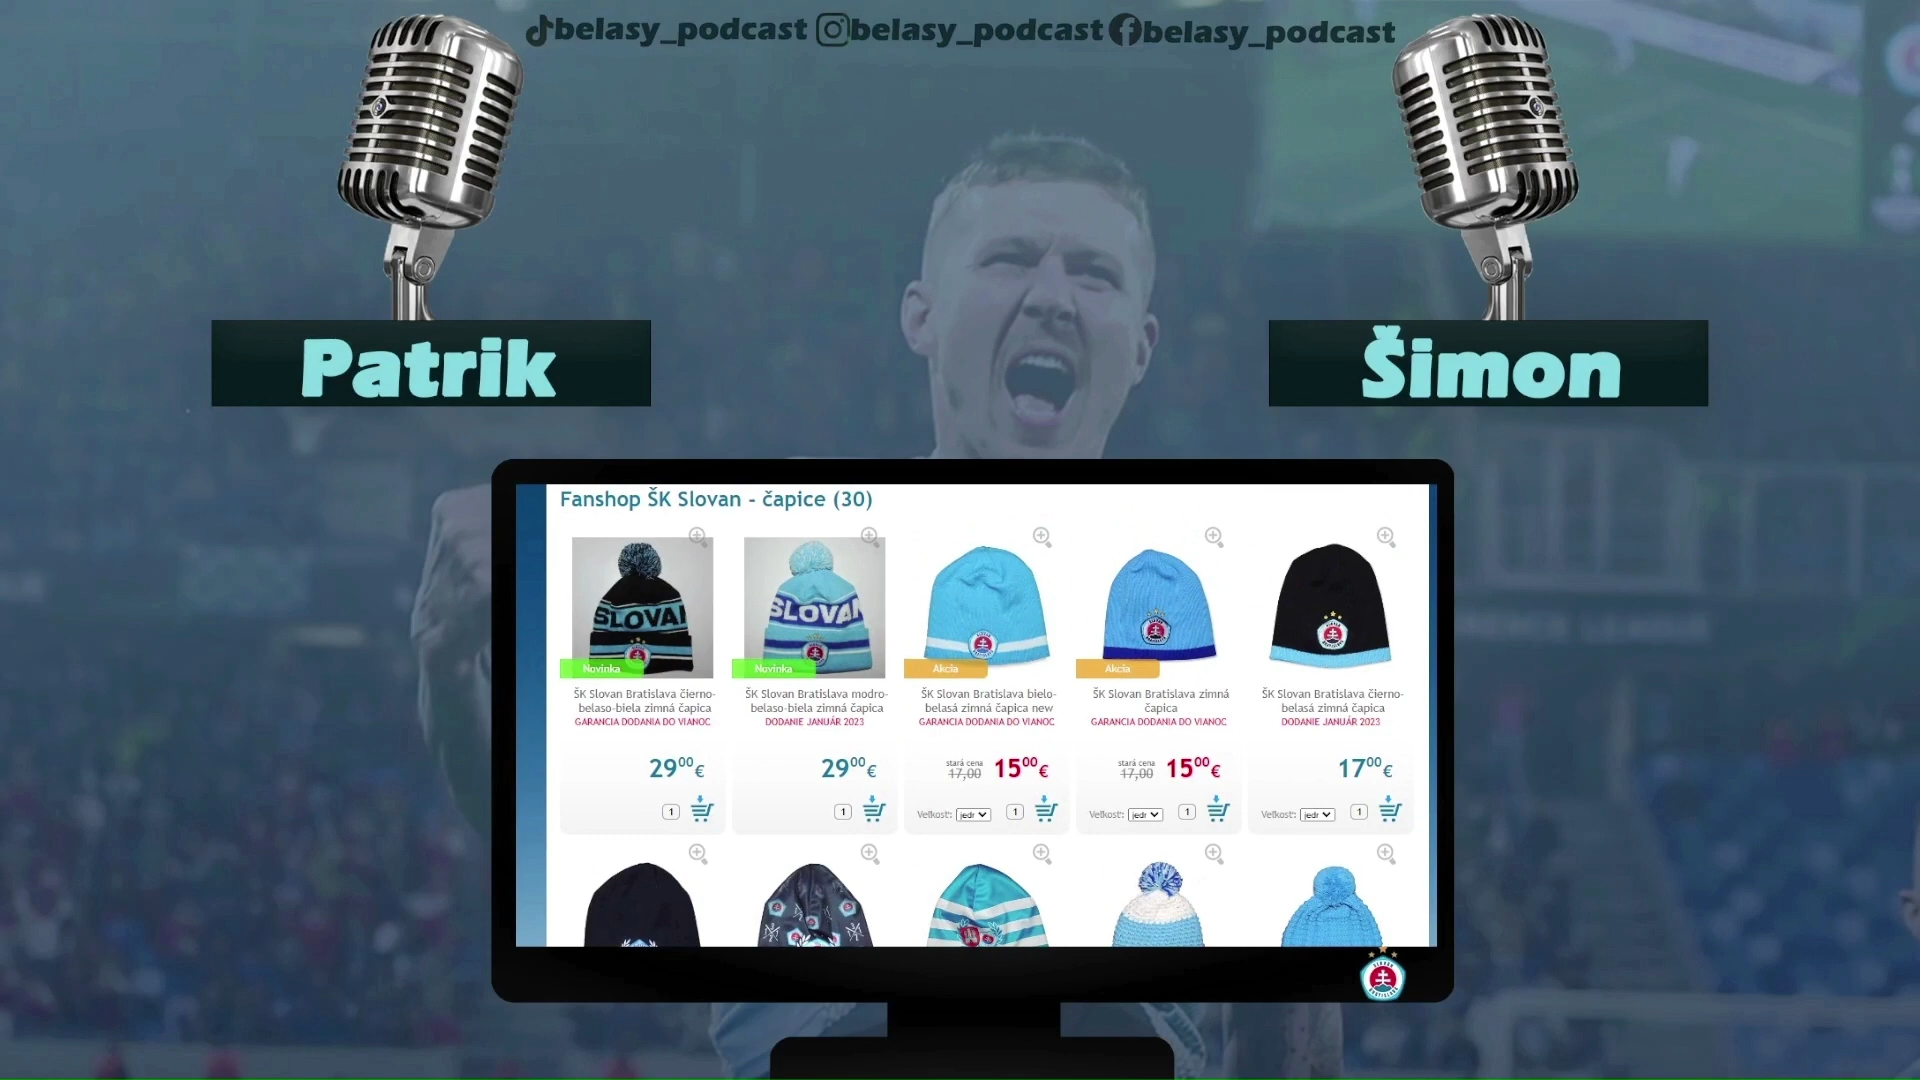 belasy_podcast belasy_podcast belasy_podcast
Patrik
Šimon
Fanshop ŠK Slovan - čapice (30)
SLOVAN
SLOVAN
Novinka
Novinka
Akcia
Akcia
ŠK Slovan Bratislava čierno-
belaso-biela zimná čapica
GARANCIA DODANIA DO VIANOC
29,00 €
1
ŠK Slovan Bratislava modro-
belaso-biela zimná čapica
DODANIE JANUÁR 2023
29,00 €
1
ŠK Slovan Bratislava bielo-
belasá zimná čapica new
GARANCIA DODANIA DO VIANOC
stará cena
17,00
15,00 €
Veľkosť: jedr 1
ŠK Slovan Bratislava zimná
čapica
GARANCIA DODANIA DO VIANOC
stará cena
17,00
15,00 €
Veľkosť: jedr 1
ŠK Slovan Bratislava čierno-
belasá zimná čapica
DODANIE JANUÁR 2023
17,00 €
Veľkosť: jedr 1
SLOVAN
BRATISLAVA